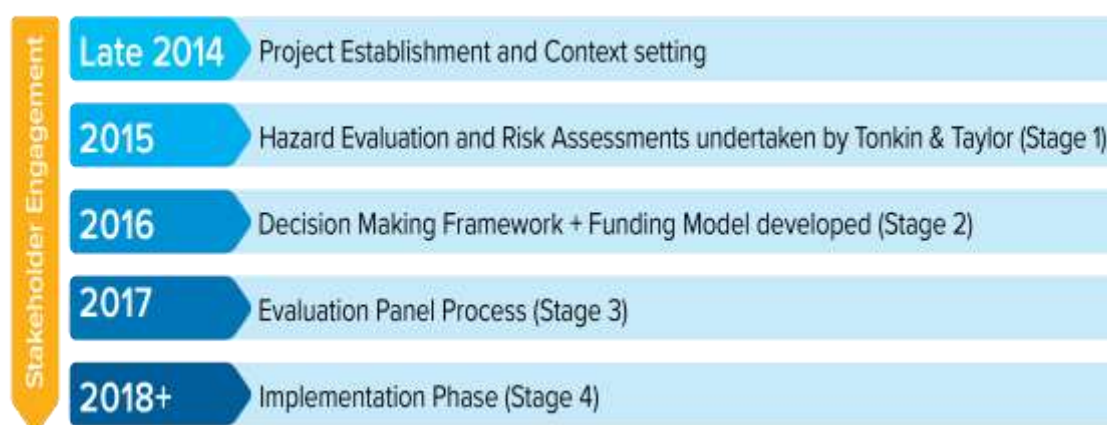 Stakeholder Engagement
Late 2014
Project Establishment and Context setting
2015
Hazard Evaluation and Risk Assessments undertaken by Tonkin & Taylor (Stage 1)
2016
Decision Making Framework + Funding Model developed (Stage 2)
2017
Evaluation Panel Process (Stage 3)
2018+
Implementation Phase (Stage 4)